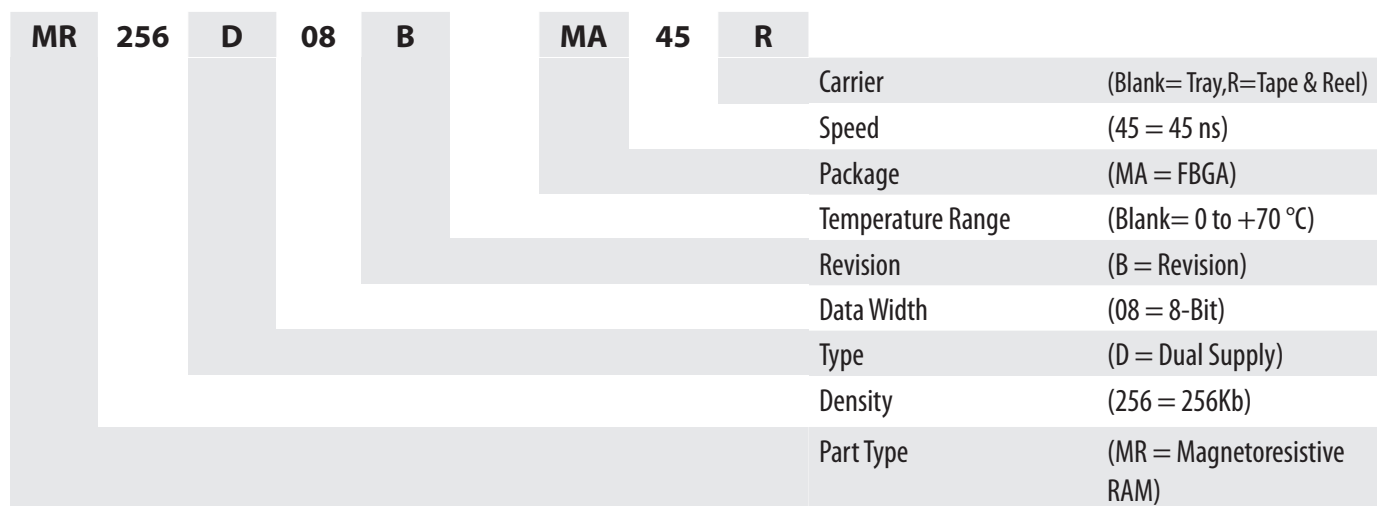 MR 256 D 08 B MA 45 R
Carrier (Blank= Tray,R=Tape & Reel)
Speed (45 = 45 ns)
Package (MA = FBGA)
Temperature Range (Blank= 0 to +70 °C)
Revision (B = Revision)
Data Width (08 = 8-Bit)
Type (D = Dual Supply)
Density (256 = 256Kb)
Part Type (MR = Magnetoresistive
RAM)